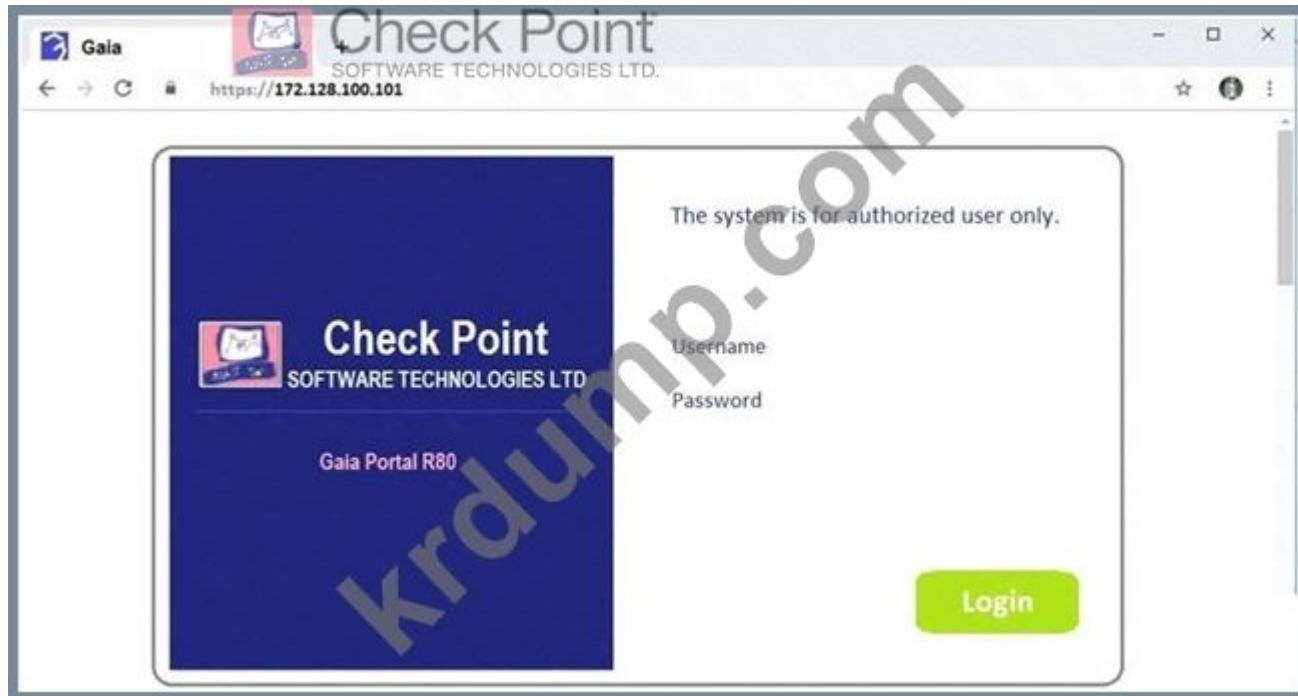 Gaia
Check Point
SOFTWARE TECHNOLOGIES LTD.
https://172.128.100.101
The system is for authorized user only.
Check Point
SOFTWARE TECHNOLOGIES LTD
Username
Password
Gaia Portal R80
Login
krdump.com